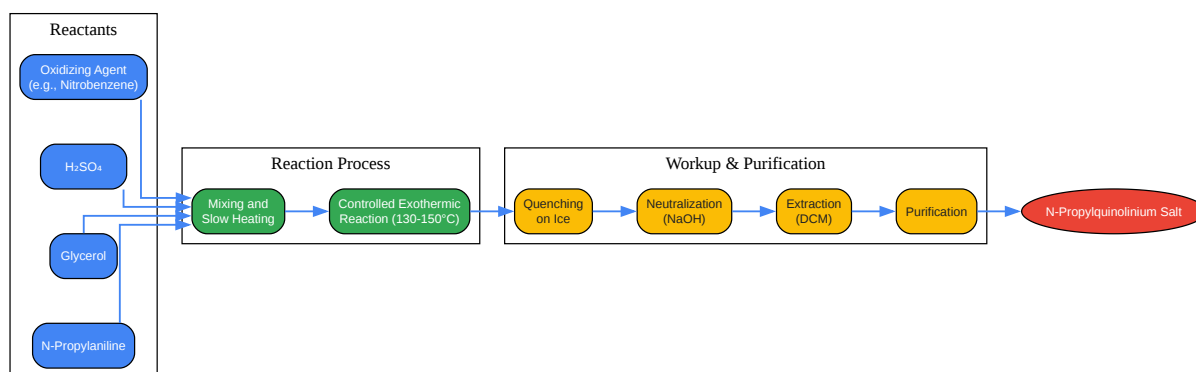 Reactants
Oxidizing Agent
(e.g., Nitrobenzene)
H₂SO₄
Glycerol
N-Propylaniline
Reaction Process
Mixing and
Slow Heating
Controlled Exothermic
Reaction (130-150°C)
Workup & Purification
Quenching
on Ice
Neutralization
(NaOH)
Extraction
(DCM)
Purification
N-Propylquinolinium Salt